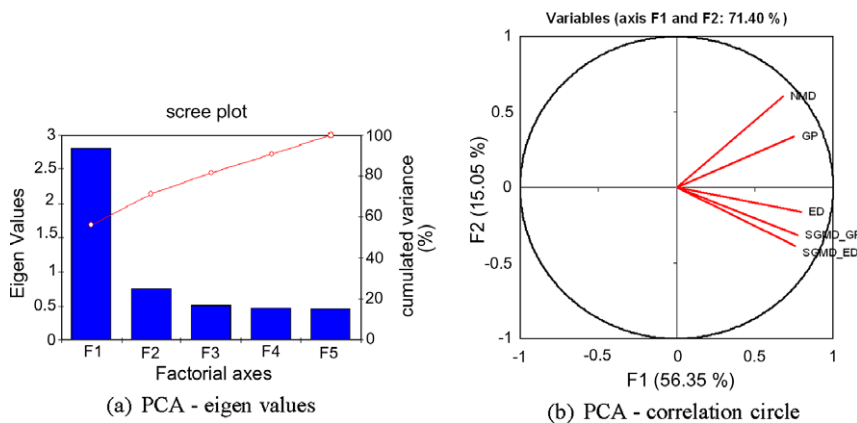 scree plot
3
2.5
2
1.5
1
0.5
0
Eigen Values
100
80
60
40
20
0
cumulated variance
(%)
F1 F2 F3 F4 F5
Factorial axes
(a) PCA - eigen values
Variables (axis F1 and F2: 71.40 %)
1
0.5
0
-0.5
-1
F2 (15.05 %)
NMD
GP
ED
SGMD_GP
SGMD_ED
-1 -0.5 0 0.5 1
F1 (56.35 %)
(b) PCA - correlation circle